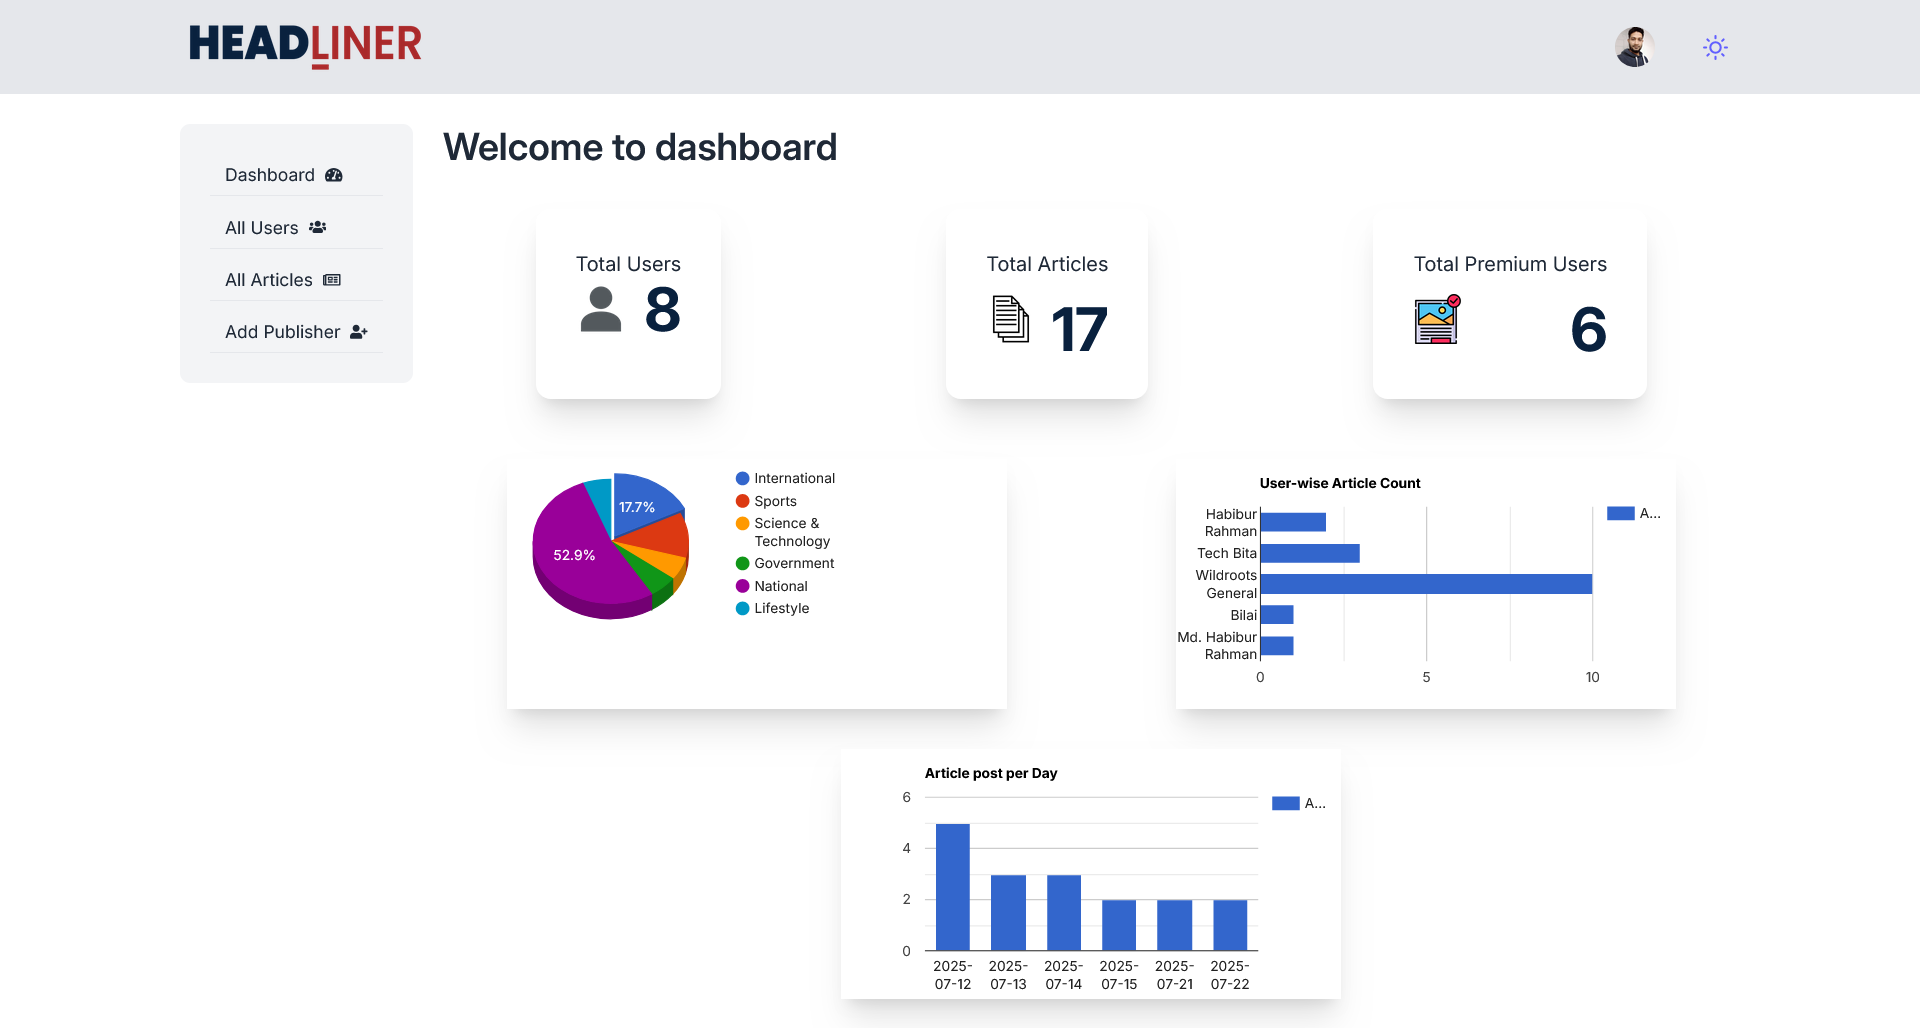 HEADLINER
Dashboard
All Users
All Articles
Add Publisher
Welcome to dashboard
Total Users
8
Total Articles
17
Total Premium Users
6
17.7%
52.9%
International
Sports
Science &
Technology
Government
National
Lifestyle
User-wise Article Count
Habibur
Rahman
Tech Bita
Wildroots
General
Bilai
Md. Habibur
Rahman
0 5 10
A...
Article post per Day
6
4
2
0
2025- 2025- 2025- 2025- 2025- 2025-
07-12 07-13 07-14 07-15 07-21 07-22
A...